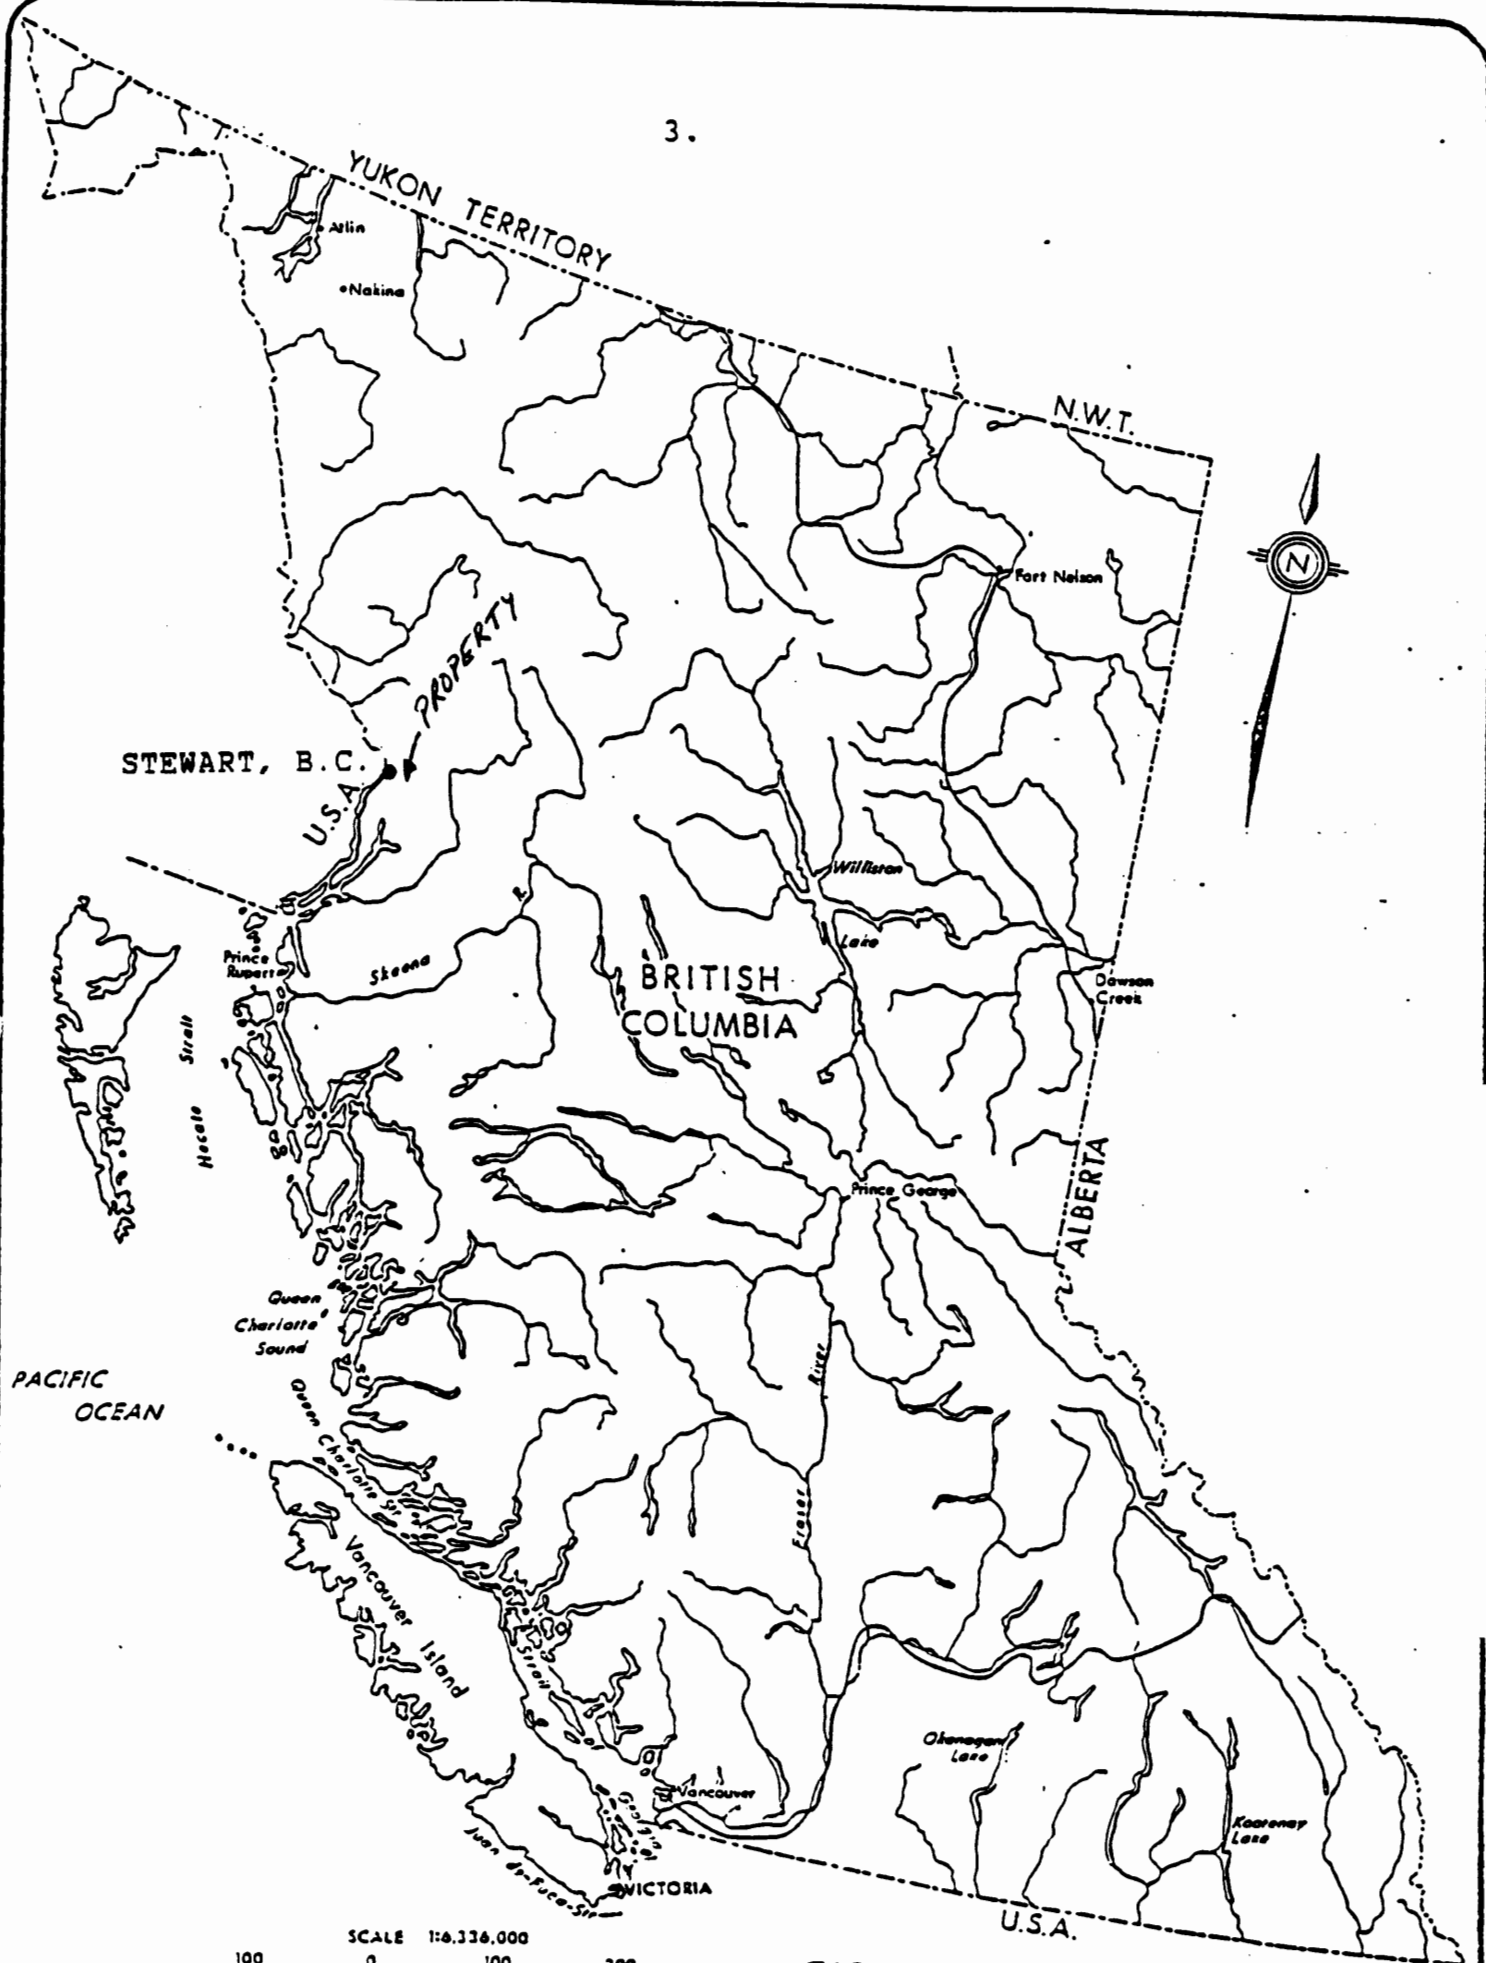 3.
YUKON TERRITORY
Atlin
Nakina
N.W.T.
N
Fort Nelson
PROPERTY
STEWART, B.C.
U.S.A.
Williston
Lake
Prince
Rupert
Skeena
R.
BRITISH
COLUMBIA
Dawson
Creek
Hecate Strait
Prince George
ALBERTA
Queen
Charlotte
Sound
PACIFIC
OCEAN
Queen Charlotte Str
Fraser River
Vancouver Island
Strait
Georgia
Okanagan
Lake
Vancouver
Kootenay
Lake
Juan de-Fuca-Str
VICTORIA
U.S.A.
SCALE 1:6,336,000
100 0 100 200